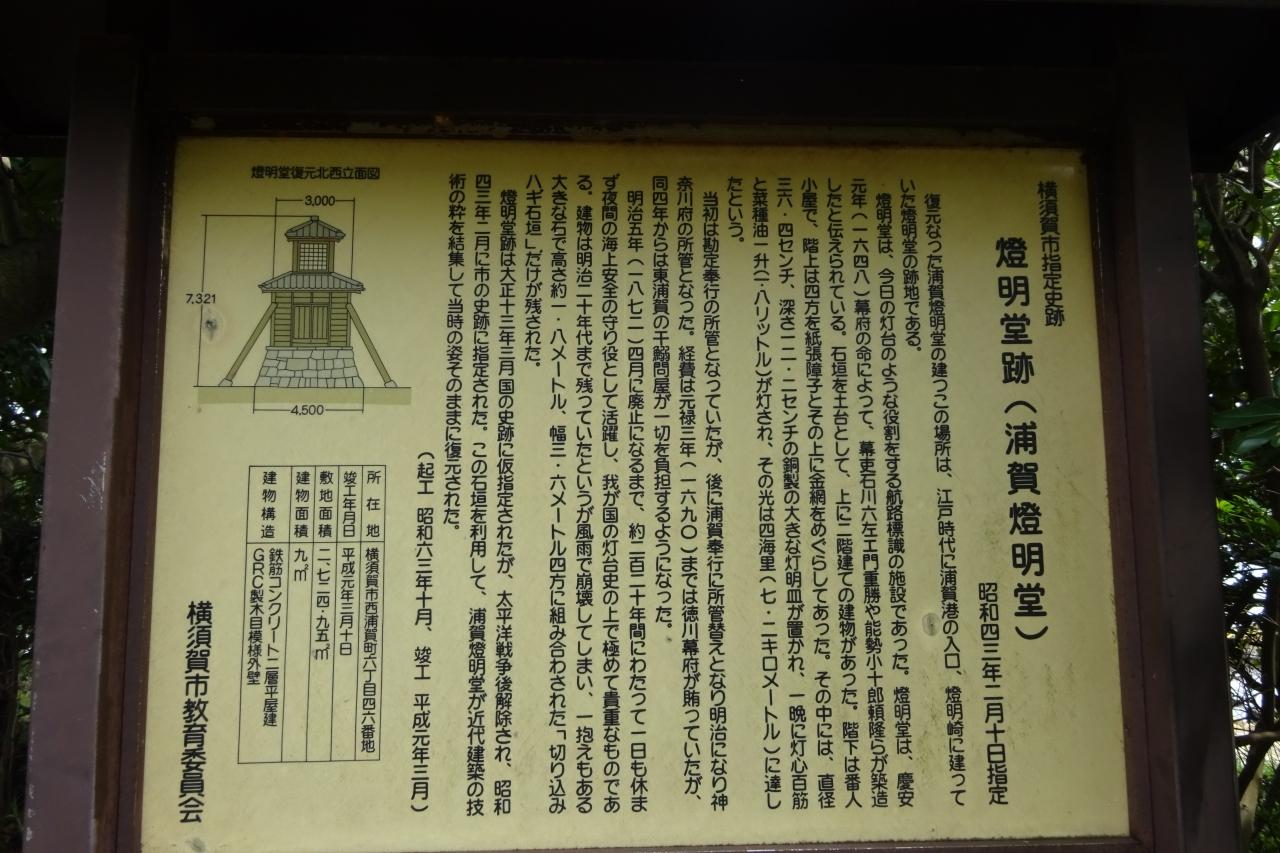 横須賀市指定史跡
燈明堂跡(浦賀燈明堂)
昭和四三年二月十日指定
復元なった浦賀燈明堂の建つこの場所は、江戸時代に浦賀港の入口、燈明崎に建って
いた燈明堂の跡地である。
燈明堂は、今日の灯台のような役割をする航路標識の施設であった。燈明堂は、慶安
元年(一六四八)幕府の命によって、幕吏石川六左エ門重勝や能勢小十郎頼隆らが築造
したと伝えられている。石垣を土台として、上に二階建ての建物があった。階下は番人
小屋で、階上は四方を紙張障子とその上に金網をめぐらしてあった。その中には、直径
三六・四センチ、深さ一二・二センチの銅製の大きな灯明皿が置かれ、一晩に灯心百筋
と菜種油一升(一・八リットル)が灯され、その光は四海里(七・二キロメートル)に達し
たという。
当初は勘定奉行の所管となっていたが、後に浦賀奉行に所管替えとなり明治になり神
奈川府の所管となった。経費は元禄三年(一六九〇)までは徳川幕府が賄っていたが、
同四年からは東浦賀の干鰯問屋が一切を負担するようになった。
明治五年(一八七二)四月に廃止になるまで、約二百二十年間にわたって一日も休ま
ず夜間の海上安全の守り役として活躍し、我が国の灯台史の上で極めて貴重なものであ
る。建物は明治二十年代まで残っていたというが風雨で崩壊してしまい、一抱えもある
大きな石で高さ約一・八メートル、幅三・六メートル四方に組み合わされた「切り込み
ハギ石垣」だけが残された。
燈明堂跡は大正十三年三月国の史跡に仮指定されたが、太平洋戦争後解除され、昭和
四三年二月に市の史跡に指定された。この石垣を利用して、浦賀燈明堂が近代建築の技
術の粋を結集して当時の姿そのままに復元された。
(起工 昭和六三年十月、竣工 平成元年三月)
燈明堂復元北西立面図
3,000
7,321
4,500
所在地 横須賀市西浦賀町六丁目四六番地
竣工年月日 平成元年三月十日
敷地面積 二、七二四・九五㎡
建物面積 九㎡
建物構造 鉄筋コンクリート二層平屋建
GRC製木目模様外壁
横須賀市教育委員会